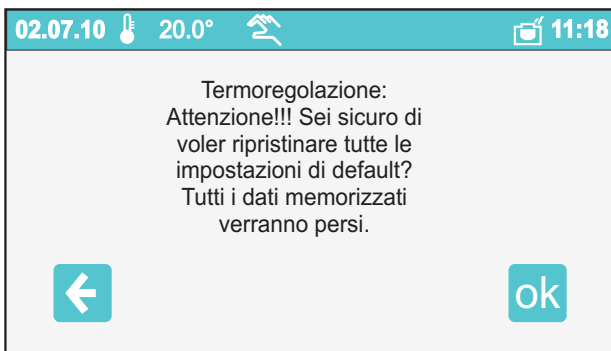 02.07.10 20.0° 11:18
Termoregolazione:
Attenzione!!! Sei sicuro di
voler ripristinare tutte le
impostazioni di default?
Tutti i dati memorizzati
verranno persi.
ok